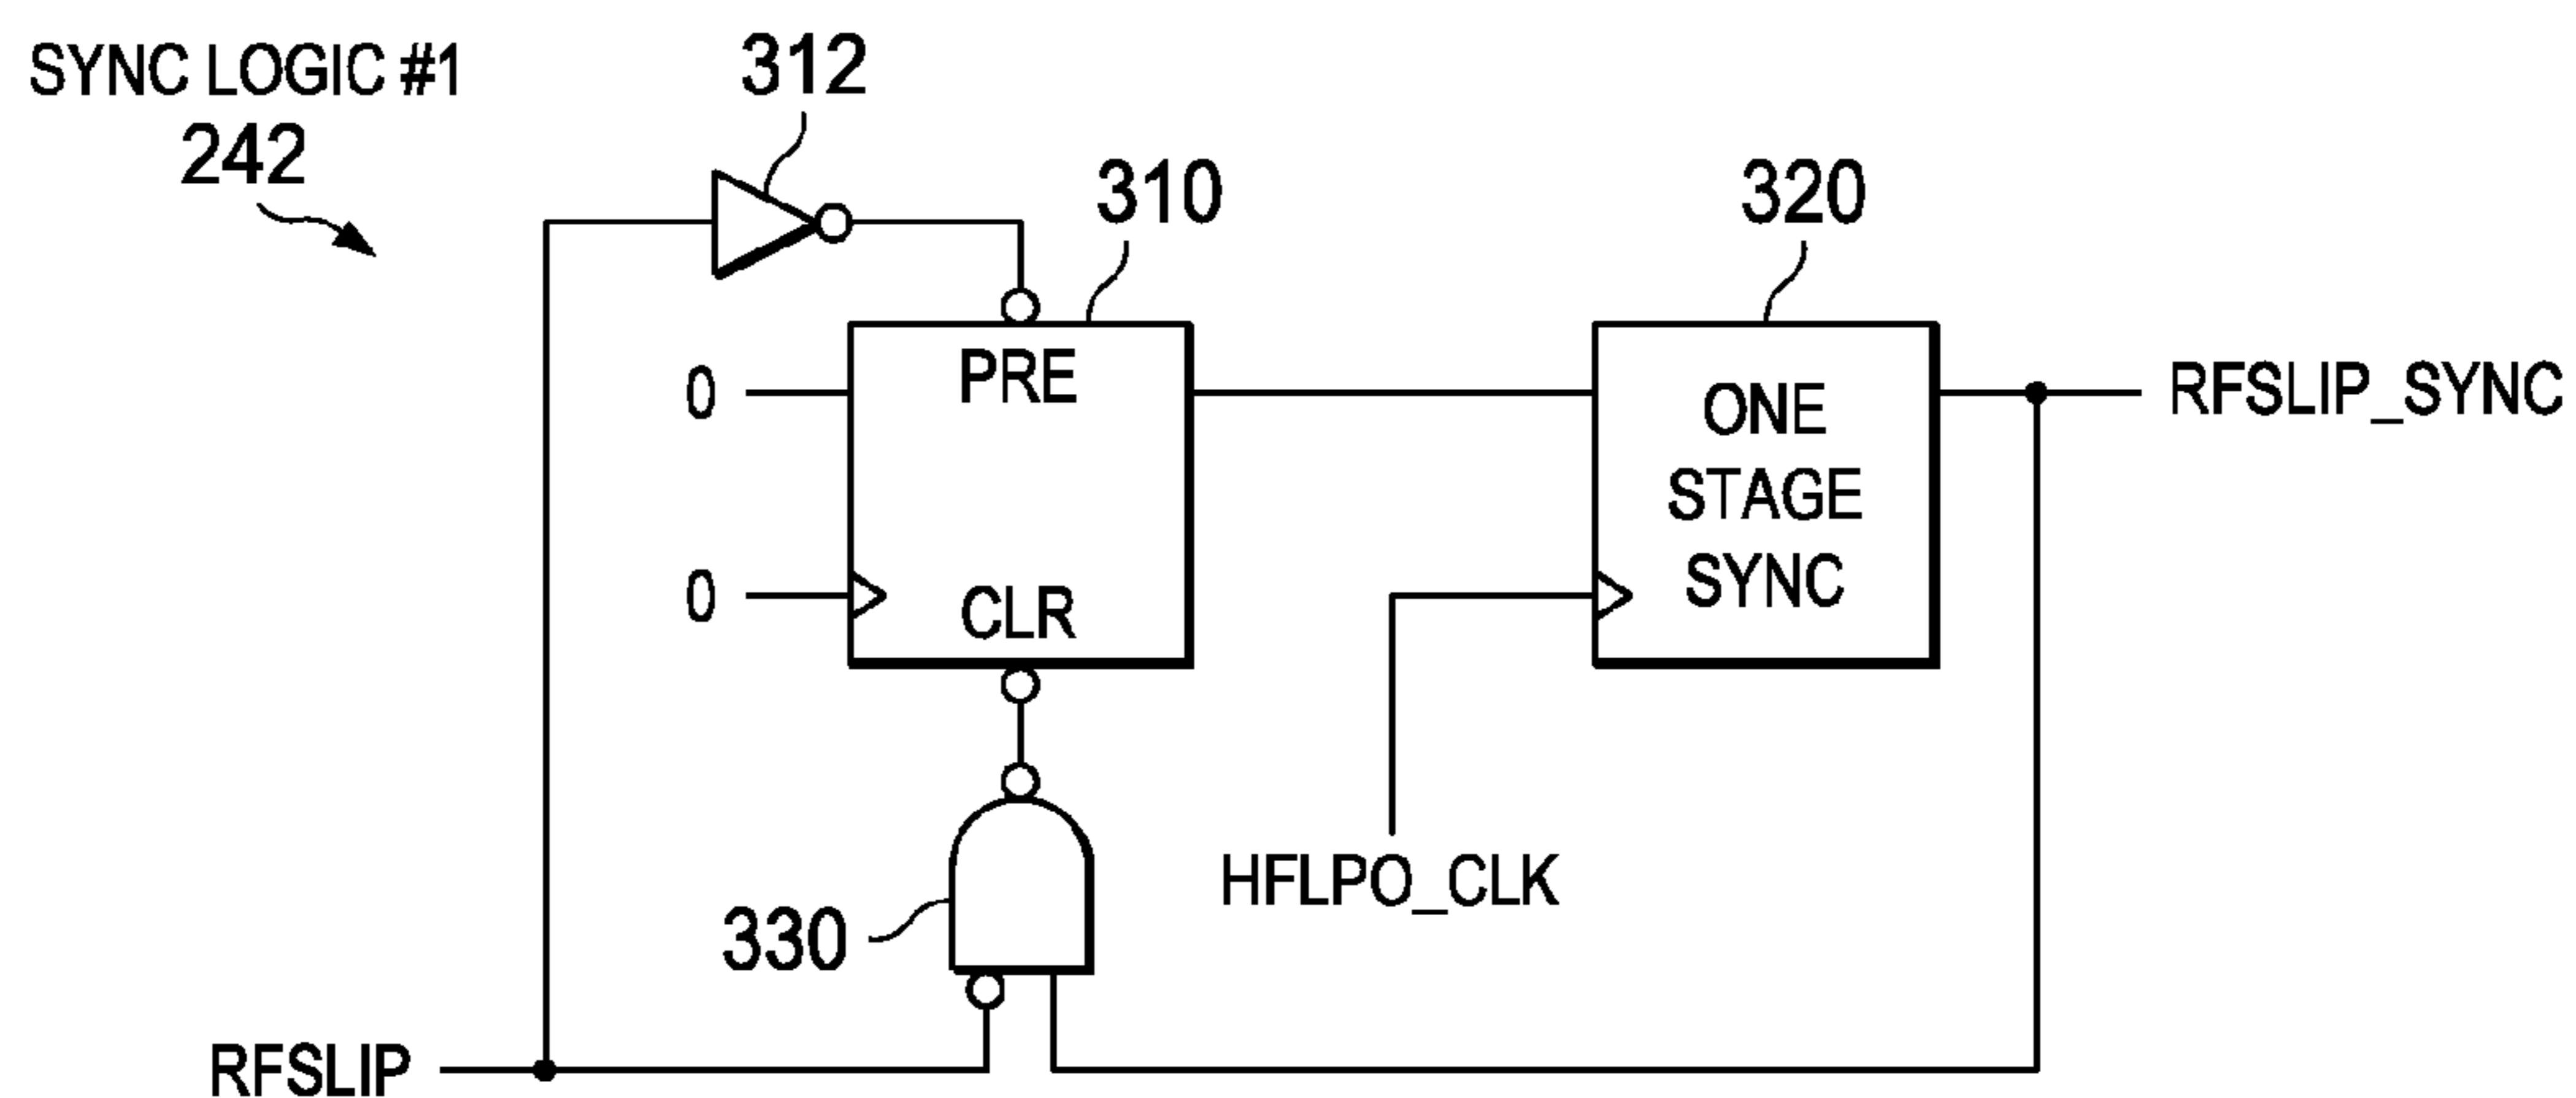 SYNC LOGIC #1
242
312
310
320
0
PRE
ONE
STAGE
SYNC
RFSLIP_SYNC
0
CLR
HFLPO_CLK
330
RFSLIP